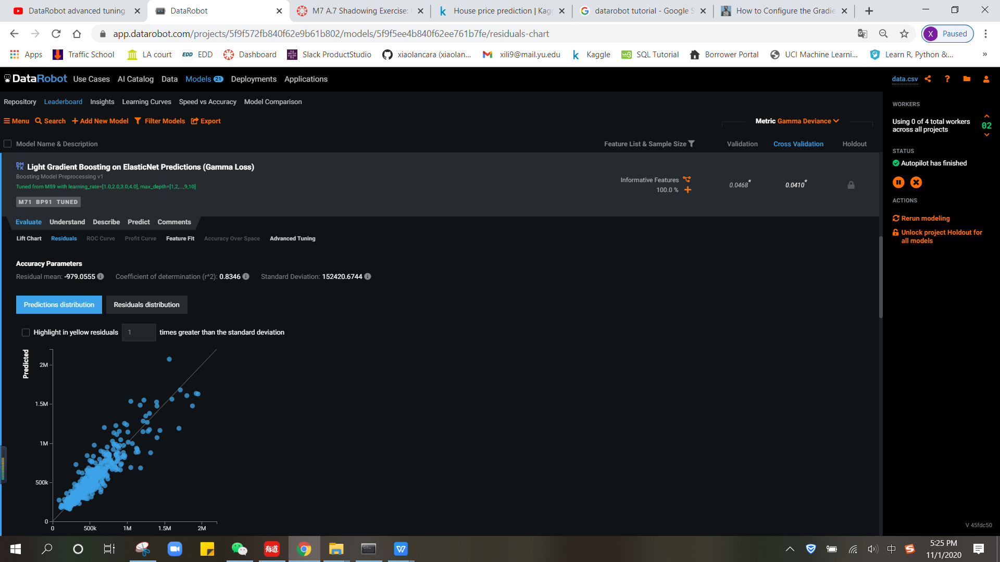 DataRobot advanced tuning
DataRobot
M7 A.7 Shadowing Exercise:
House price prediction | Kagg
datarobot tutorial - Google S
How to Configure the Gradie
app.datarobot.com/projects/5f9f572fb840f62e9b61b802/models/5f9f5ee4b840f62ee761b7fe/residuals-chart
X Paused
Apps
Traffic School
LA court
EDD EDD
Dashboard
Slack ProductStudio
xiaolancara (xiaolan...
xili9@mail.yu.edu
k Kaggle
w3 SQL Tutorial
Borrower Portal
UCI Machine Learni...
Learn R, Python &...
»
DataRobot Use Cases AI Catalog Data Models 21 Deployments Applications
data.csv
?
Repository Leaderboard Insights Learning Curves Speed vs Accuracy Model Comparison
Menu Search + Add New Model Filter Models Export
Metric Gamma Deviance
Model Name & Description
Feature List & Sample Size
Validation
Cross Validation
Holdout
DM
TK
Light Gradient Boosting on ElasticNet Predictions (Gamma Loss)
Boosting Model Preprocessing v1
Tuned from M59 with learning_rate=[1.0,2.0,3.0,4.0], max_depth=[1,2,...,9,10]
M71 BP91 TUNED
Informative Features
100.0 %
0.0468*
0.0410*
Evaluate Understand Describe Predict Comments
Lift Chart Residuals ROC Curve Profit Curve Feature Fit Accuracy Over Space Advanced Tuning
Accuracy Parameters
Residual mean: -979.0555
Coefficient of determination (r^2): 0.8346
Standard Deviation: 152420.6744
Predictions distribution
Residuals distribution
Highlight in yellow residuals 1 times greater than the standard deviation
Predicted
2M
1.5M
1M
500k
0
0 500k 1M 1.5M 2M
WORKERS
Using 0 of 4 total workers
across all projects
02
STATUS
Autopilot has finished
ACTIONS
Rerun modeling
Unlock project Holdout for
all models
V 45fdc50
有道
W
中
S
5:25 PM
11/1/2020